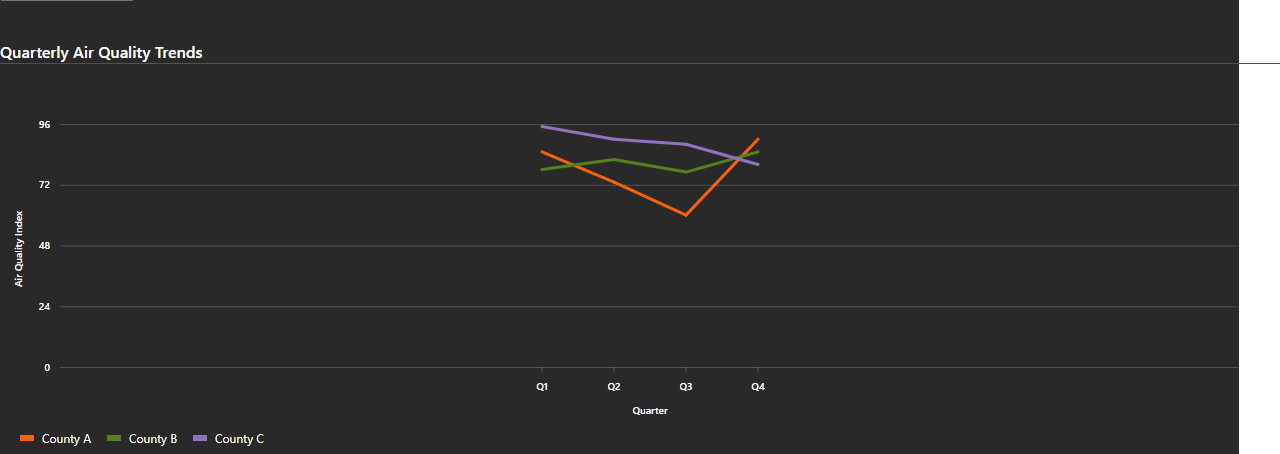 Quarterly Air Quality Trends
96
72
48
24
0
Air Quality Index
Q1 Q2 Q3 Q4
Quarter
County A County B County C